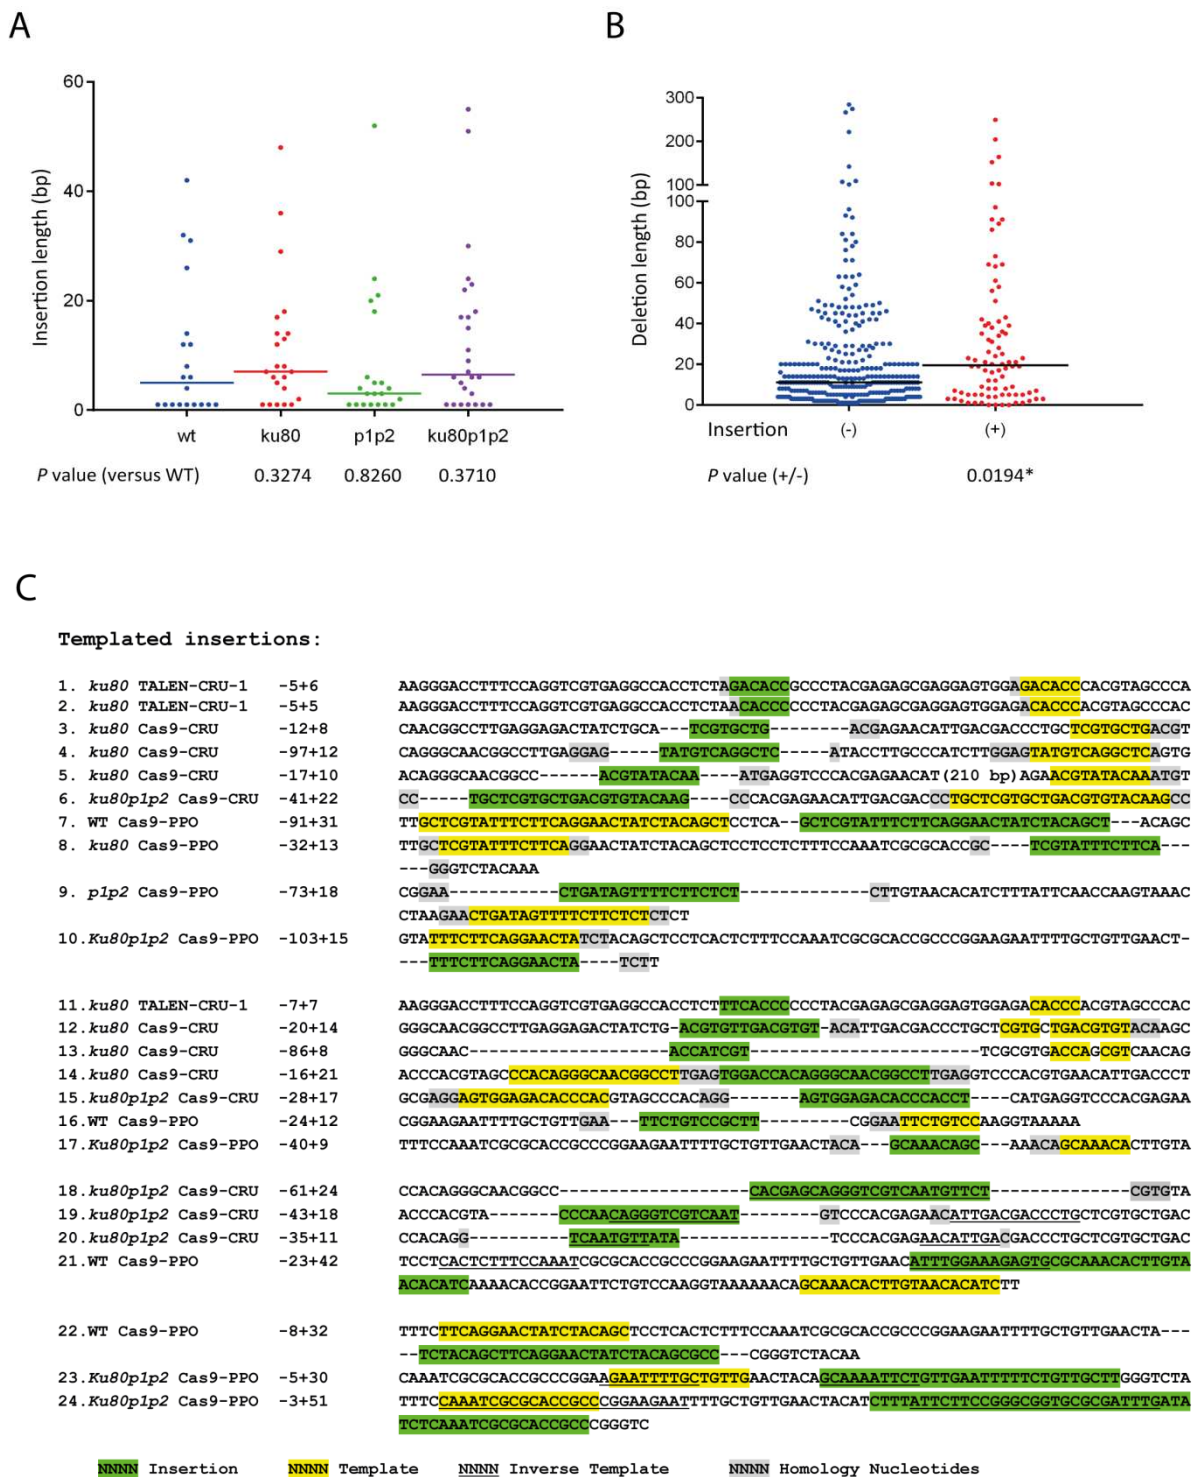 A
B
60
40
20
0
Insertion length (bp)
wt
ku80
p1p2
ku80p1p2
P value (versus WT)
0.3274
0.8260
0.3710
300
200
100
100
80
60
40
20
0
Deletion length (bp)
Insertion
(-)
(+)
P value (+/-)
0.0194*
C
Templated insertions:
1. ku80 TALEN-CRU-1 -5+6 AAGGGACCTTTCCAGGTCGTGAGGCCACCTCTAGACACCGCCCTACGAGAGCGAGGAGTGGAGACACCCACGTAGCCCA
2. ku80 TALEN-CRU-1 -5+5 AAGGGACCTTTCCAGGTCGTGAGGCCACCTCTAACACCCCCCTACGAGAGCGAGGAGTGGAGACACCCACGTAGCCCAC
3. ku80 Cas9-CRU -12+8 CAACGGCCTTGAGGAGACTATCTGCA---TCGTGCTG--------ACGAGAACATTGACGACCCTGCTCGTGCTGACGT
4. ku80 Cas9-CRU -97+12 CAGGGCAACGGCCTTGAGGAG-----TATGTCAGGCTC-----ATACCTTGCCCATCTTGGAGTATGTCAGGCTCAGTG
5. ku80 Cas9-CRU -17+10 ACAGGGCAACGGCC------ACGTATACAA----ATGAGGTCCCACGAGAACAT(210 bp)AGAACGTATACAAATGT
6. ku80p1p2 Cas9-CRU -41+22 CC-----TGCTCGTGCTGACGTGTACAAG----CCCACGAGAACATTGACGACCCTGCTCGTGCTGACGTGTACAAGCC
7. WT Cas9-PPO -91+31 TTGCTCGTATTTCTTCAGGAACTATCTACAGCTCCTCA--GCTCGTATTTCTTCAGGAACTATCTACAGCT---ACAGC
8. ku80 Cas9-PPO -32+13 TTGCTCGTATTTCTTCAGGAACTATCTACAGCTCCTCTCTTTCCAAATCGCGCACCGC----TCGTATTTCTTCA---
---GGGTCTACAAA
9. p1p2 Cas9-PPO -73+18 CGGAA-----------CTGATAGTTTTCTTCTCT-------------CTTGTAACACATCTTTATTCAACCAAGTAAAC
CTAAGAACTGATAGTTTTCTTCTCTCTCT
10.Ku80p1p2 Cas9-PPO -103+15 GTATTTCTTCAGGAACTATCTACAGCTCCTCACTCTTTCCAAATCGCGCACCGCCCGGAAGAATTTTGCTGTTGAACT-
---TTTCTTCAGGAACTA----TCTT
11.ku80 TALEN-CRU-1 -7+7 AAGGGACCTTTCCAGGTCGTGAGGCCACCTCTTTCACCCCCCTACGAGAGCGAGGAGTGGAGACACCCACGTAGCCCAC
12.ku80 Cas9-CRU -20+14 GGGCAACGGCCTTGAGGAGACTATCTG-ACGTGTTGACGTGT-ACATTGACGACCCTGCTCGTGCTGACGTGTACAAGC
13.ku80 Cas9-CRU -86+8 GGGCAAC--------------------ACCATCGT-----------------------TCGCGTGACCAGCGTCAACAG
14.ku80 Cas9-CRU -16+21 ACCCACGTAGCCCACAGGGCAACGGCCTTTGAGTGGACCACAGGGCAACGGCCTTGAGGTCCCACGTGAACATTGACCCT
15.ku80p1p2 Cas9-CRU -28+17 GCGAGGAGTGGAGACACCCACGTAGCCCACAGG-------AGTGGAGACACCCACCT-----CATGAGGTCCCACGAGAA
16.WT Cas9-PPO -24+12 CGGAAGAATTTTGCTGTTGAA---TTCTGTCCGCTT-----------CGGAATTCTGTCCAAGGTAAAAA
17.Ku80p1p2 Cas9-PPO -40+9 TTTCCAAATCGCGCACCGCCCGGAAGAATTTTGCTGTTGAACTACA---GCAAACAGC---AAACAGCAAACACTTGTA
18.ku80p1p2 Cas9-CRU -61+24 CCACAGGGCAACGGCC-------------------CACGAGCAGGGTCGTCAATGTTCT--------------CGTGTA
19.ku80p1p2 Cas9-CRU -43+18 ACCCACGTA-------CCCAACAGGGTCGTCAAT--------GTCCCACGAGAACATTGACGACCCTGCTCGTGCTGAC
20.ku80p1p2 Cas9-CRU -35+11 CCACAGG----------TCAATGTTATA---------------TCCCACGAGAACATTGACGACCCTGCTCGTGCTGAC
21.WT Cas9-PPO -23+42 TCCTCACTCTTTCCAAATCGCGCACCGCCCGGAAGAATTTTGCTGTTGAACATTTGGAAAGAGTGCGCAAACACTTGTA
ACACATCAAAACACCGGAATTCTGTCCAAGGTAAAAAACAGCAAACACTTGTAACACATCTT
22.WT Cas9-PPO -8+32 TTTCTTCAGGAACTATCTACAGCTCCTCACTCTTTCCAAATCGCGCACCGCCCGGAAGAATTTTGCTGTTGAACTA---
--TCTACAGCTTCAGGAACTATCTACAGCGCC---CGGGTCTACAA
23.Ku80p1p2 Cas9-PPO -5+30 CAAATCGCGCACCGCCCGGAAGAATTTTGCTGTTGAACTACAGCAAAATTCTGTTGAATTTTTCTGTTGCTTGGGTCTA
24.Ku80p1p2 Cas9-PPO -3+51 TTTCCAAATCGCGCACCGCCCGGAAGAATTTTGCTGTTGAACTACATCTTTATTCTTCCGGGCGGTGCGCGATTTGATA
TCTCAAATCGCGCACCGCCCGGGTC
NNNN Insertion NNNN Template NNNN Inverse Template NNNN Homology Nucleotides